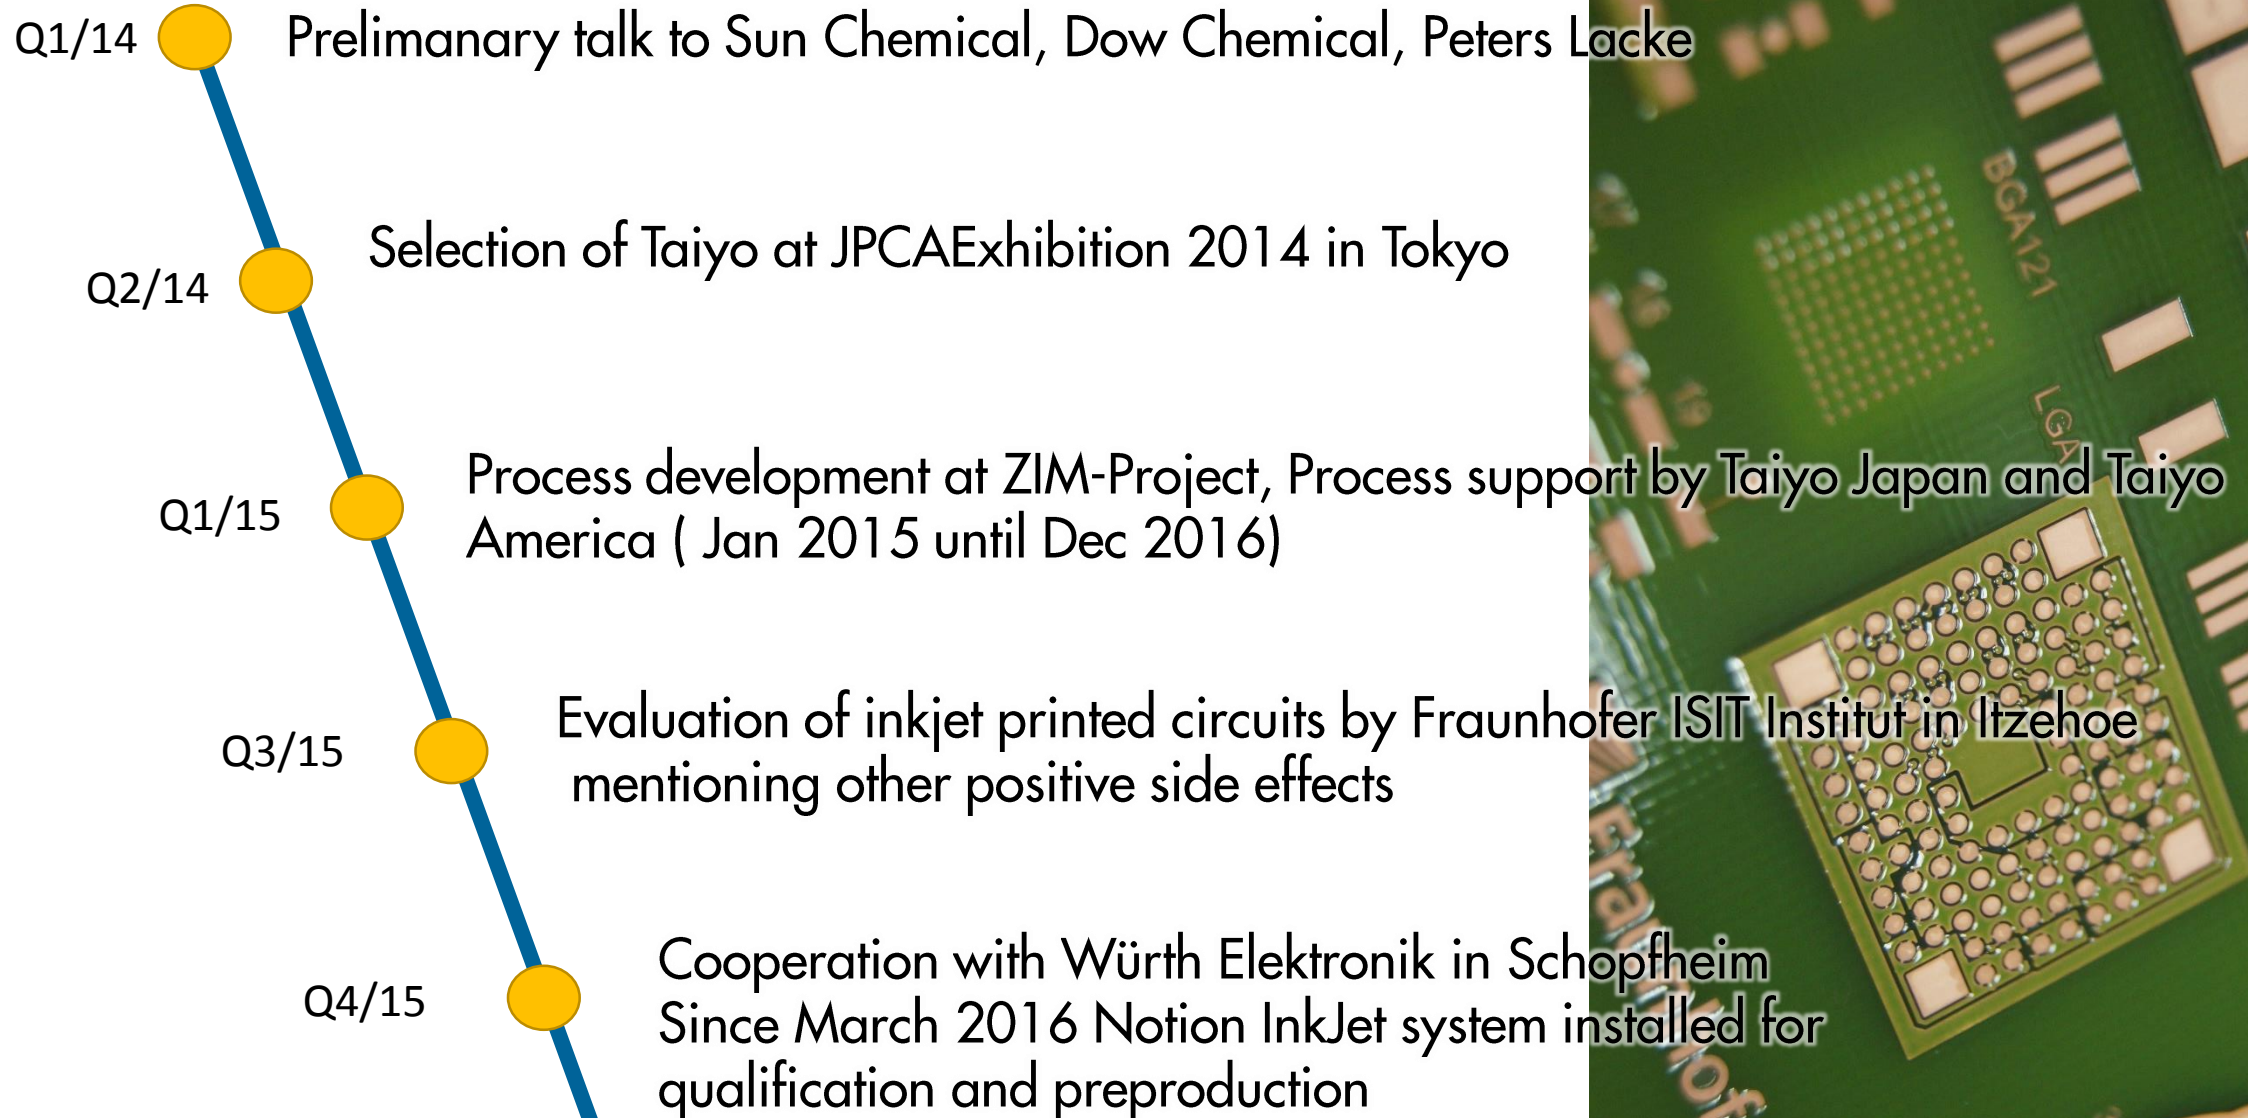 Q1/14
Prelimanary talk to Sun Chemical, Dow Chemical, Peters Lacke
Q2/14
Selection of Taiyo at JPCAExhibition 2014 in Tokyo
Q1/15
Process development at ZIM-Project, Process support by Taiyo Japan and Taiyo
America ( Jan 2015 until Dec 2016)
Q3/15
Evaluation of inkjet printed circuits by Fraunhofer ISIT Institut in Itzehoe
mentioning other positive side effects
Q4/15
Cooperation with Würth Elektronik in Schopfheim
Since March 2016 Notion InkJet system installed for
qualification and preproduction
BGA121
LGA
19